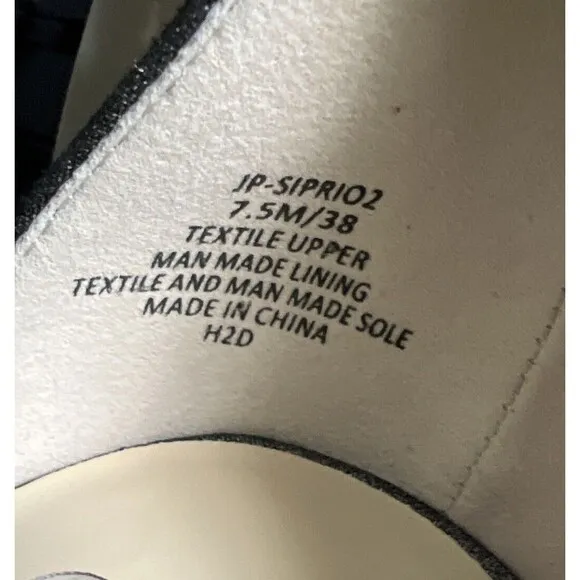 JP-SIPRIO2
7.5M/38
TEXTILE UPPER
MAN MADE LINING
TEXTILE AND MAN MADE SOLE
MADE IN CHINA
H2D